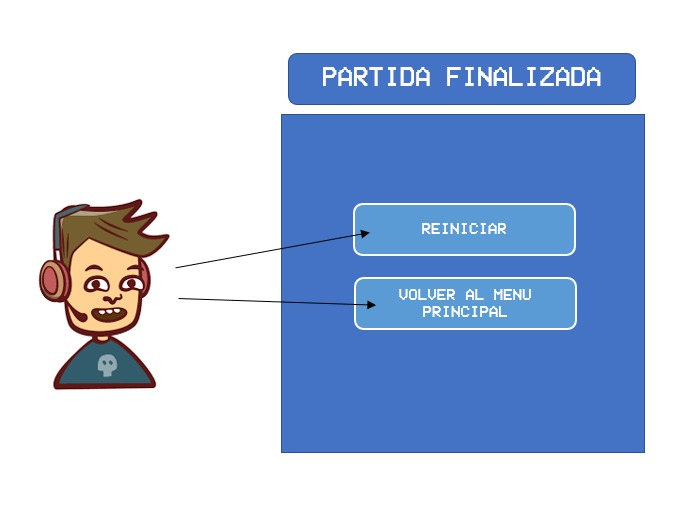 PARTIDA FINALIZADA
REINICIAR
VOLVER AL MENU
PRINCIPAL